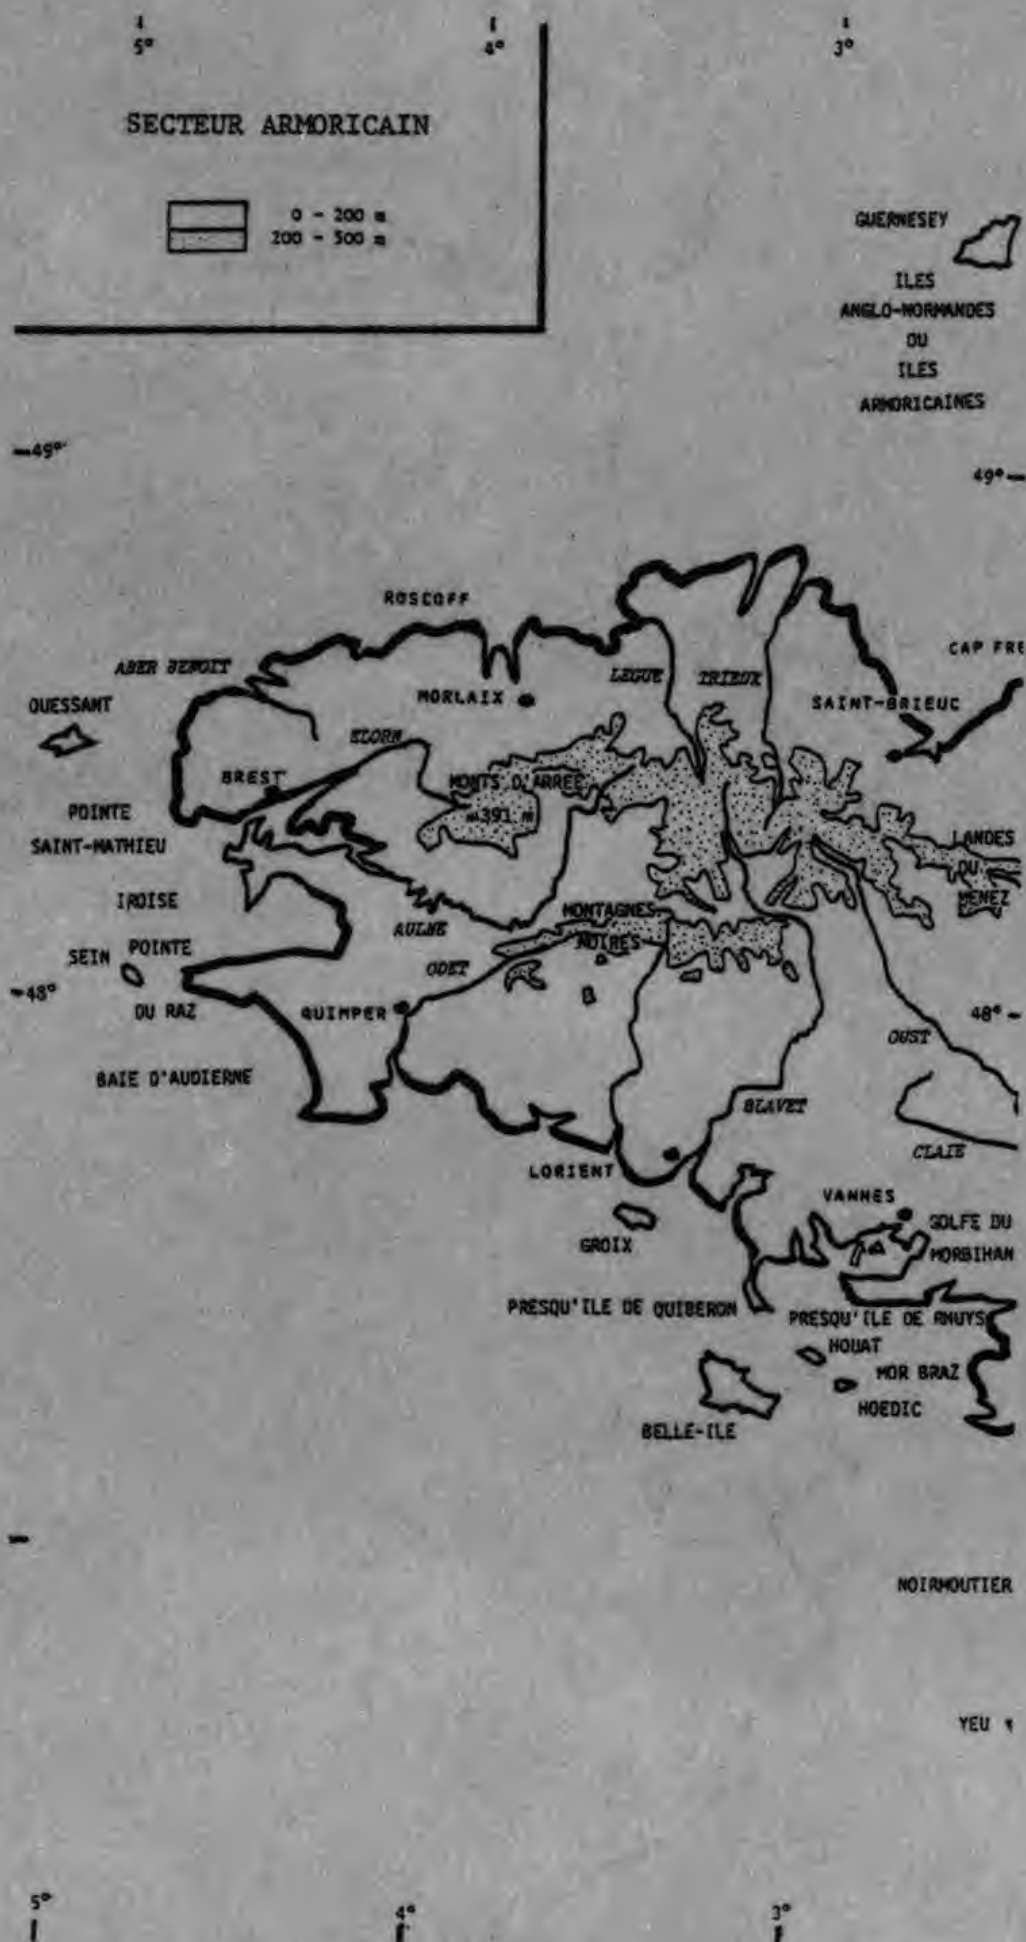 5°
4°
3°
SECTEUR ARMORICAIN
0 - 200 m
200 - 500 m
GUERNESEY
ILES
ANGLO-NORMANDES
OU
ILES
ARMORICAINES
49°
49°
ROSCOFF
CAP FRE
ABER BENOIT
LEGUE
TRIEUX
MORLAIX
OUESSANT
SAINT-BRIEUC
ELORN
BREST
MONTS D'ARREE
391 m
POINTE
SAINT-MATHIEU
LANDES
DU
MENEZ
IROISE
MONTAGNES
NOIRES
AULNE
SEIN
POINTE
DU RAZ
ODET
48°
QUIMPER
48°
OUST
BAIE D'AUDIERNE
BLAVET
CLAIE
LORIENT
VANNES
GOLFE DU
MORBIHAN
GROIX
PRESQU'ILE DE QUIBERON
PRESQU'ILE DE RHUYS
HOUAT
MOR BRAZ
HOEDIC
BELLE-ILE
NOIRMOUTIER
YEU
5°
4°
3°